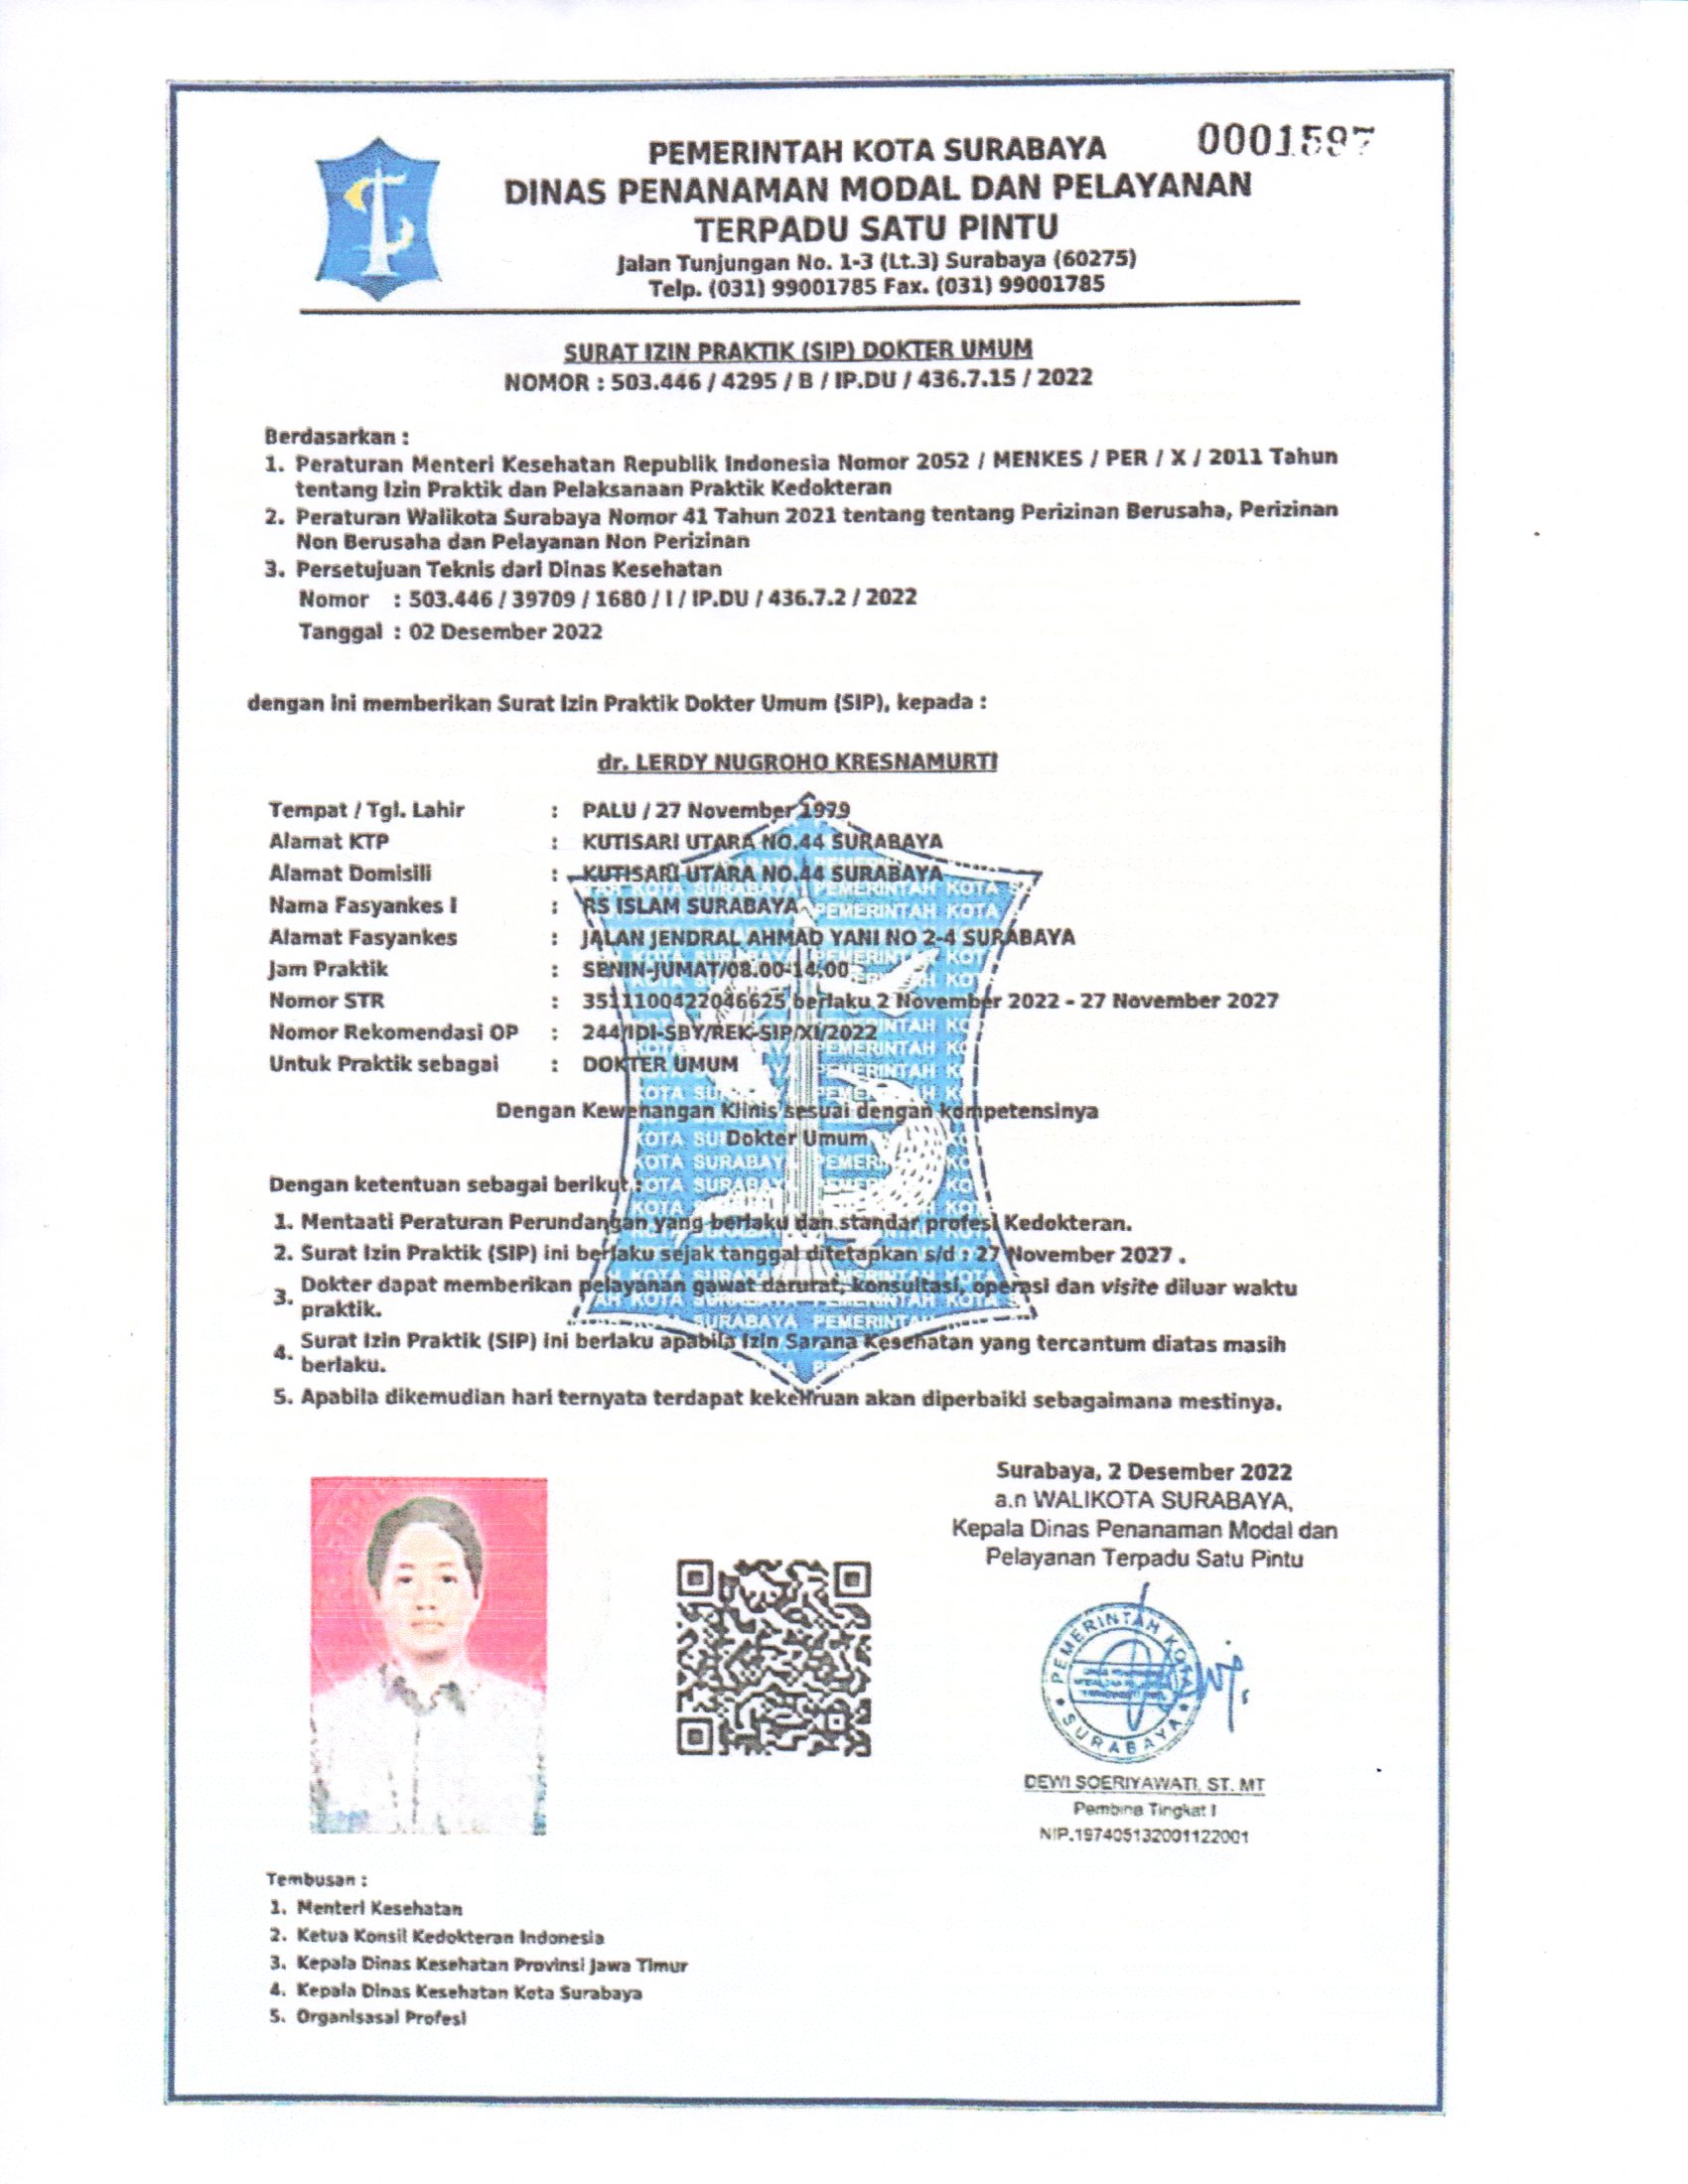 0001597
PEMERINTAH KOTA SURABAYA
DINAS PENANAMAN MODAL DAN PELAYANAN
TERPADU SATU PINTU
Jalan Tunjungan No. 1-3 (Lt.3) Surabaya (60275)
Telp. (031) 99001785 Fax. (031) 99001785
SURAT IZIN PRAKTIK (SIP) DOKTER UMUM
NOMOR : 503.446 / 4295 / B / IP.DU / 436.7.15 / 2022
Berdasarkan :
1. Peraturan Menteri Kesehatan Republik Indonesia Nomor 2052 / MENKES / PER / X / 2011 Tahun
tentang Izin Praktik dan Pelaksanaan Praktik Kedokteran
2. Peraturan Walikota Surabaya Nomor 41 Tahun 2021 tentang tentang Perizinan Berusaha, Perizinan
Non Berusaha dan Pelayanan Non Perizinan
3. Persetujuan Teknis dari Dinas Kesehatan
Nomor : 503.446 / 39709 / 1680 / I / IP.DU / 436.7.2 / 2022
Tanggal : 02 Desember 2022
dengan ini memberikan Surat Izin Praktik Dokter Umum (SIP), kepada :
dr. LERDY NUGROHO KRESNAMURTI
Tempat / Tgl. Lahir : PALU / 27 November 1979
Alamat KTP : KUTISARI UTARA NO.44 SURABAYA
Alamat Domisili : KUTISARI UTARA NO.44 SURABAYA
Nama Fasyankes I : RS ISLAM SURABAYA
Alamat Fasyankes : JALAN JENDRAL AHMAD YANI NO 2-4 SURABAYA
Jam Praktik : SENIN-JUMAT/08.00-14.00
Nomor STR : 3511100422046625 berlaku 2 November 2022 - 27 November 2027
Nomor Rekomendasi OP : 244/IDI-SBY/REK-SIP/XI/2022
Untuk Praktik sebagai : DOKTER UMUM
Dengan Kewenangan Klinis sesuai dengan kompetensinya
Dokter Umum
Dengan ketentuan sebagai berikut :
1. Mentaati Peraturan Perundangan yang berlaku dan standar profesi Kedokteran.
2. Surat Izin Praktik (SIP) ini berlaku sejak tanggal ditetapkan s/d : 27 November 2027 .
3. Dokter dapat memberikan pelayanan gawat darurat, konsultasi, operasi dan visite diluar waktu
praktik.
4. Surat Izin Praktik (SIP) ini berlaku apabila Izin Sarana Kesehatan yang tercantum diatas masih
berlaku.
5. Apabila dikemudian hari ternyata terdapat kekeliruan akan diperbaiki sebagaimana mestinya.
Surabaya, 2 Desember 2022
a.n WALIKOTA SURABAYA,
Kepala Dinas Penanaman Modal dan
Pelayanan Terpadu Satu Pintu
PEMERINTAH KOTA
SURABAYA
DEWI SOERIYAWATI, ST. MT
Pembina Tingkat I
NIP.197405132001122001
Tembusan :
1. Menteri Kesehatan
2. Ketua Konsil Kedokteran Indonesia
3. Kepala Dinas Kesehatan Provinsi Jawa Timur
4. Kepala Dinas Kesehatan Kota Surabaya
5. Organisasai Profesi